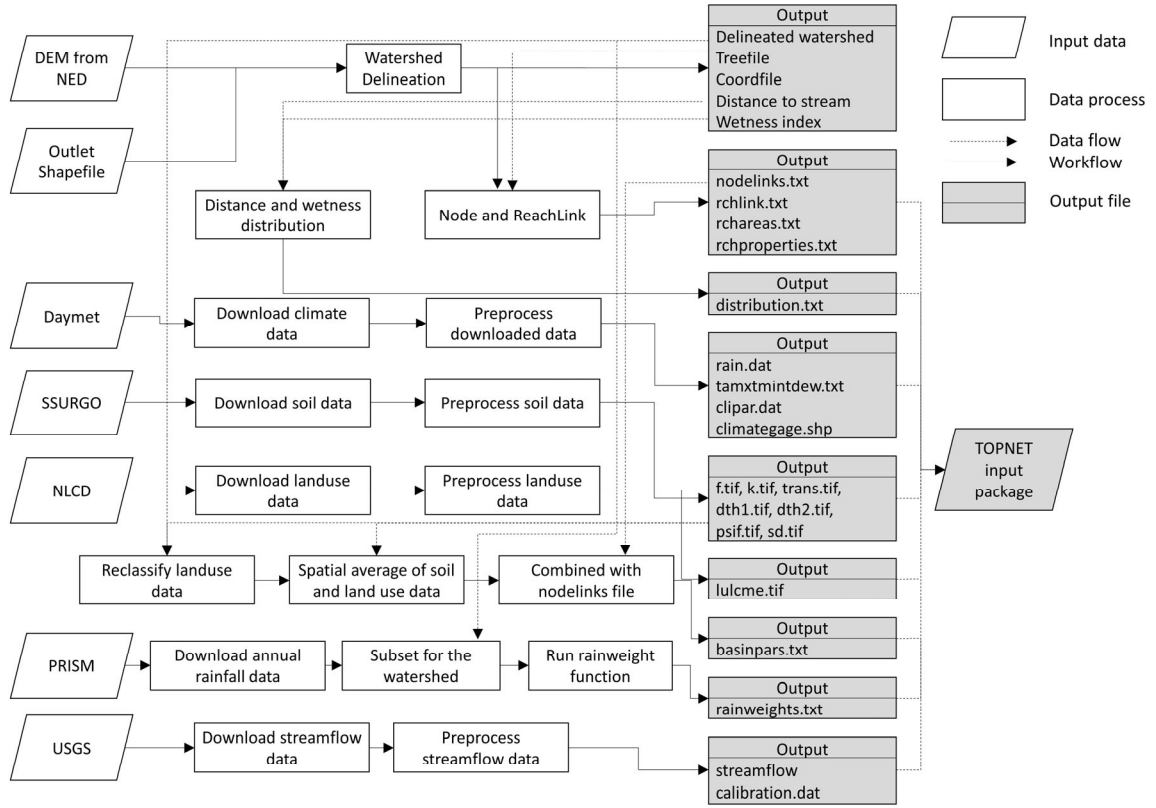 DEM from
NED
Watershed
Delineation
Output
Delineated watershed
Treefile
Coordfile
Distance to stream
Wetness index
Input data
Data process
Data flow
Workflow
Output file
Outlet
Shapefile
Distance and wetness
distribution
Node and ReachLink
Output
nodelinks.txt
rchlink.txt
rchareas.txt
rchproperties.txt
Output
distribution.txt
Daymet
Download climate
data
Preprocess
downloaded data
Output
rain.dat
tamxtmintdew.txt
clipar.dat
climategage.shp
SSURGO
Download soil data
Preprocess soil data
TOPNET
input
package
NLCD
Download landuse
data
Preprocess landuse
data
Output
f.tif, k.tif, trans.tif,
dth1.tif, dth2.tif,
psif.tif, sd.tif
Reclassify landuse
data
Spatial average of soil
and land use data
Combined with
nodelinks file
Output
lulcme.tif
Output
basinpars.txt
PRISM
Download annual
rainfall data
Subset for the
watershed
Run rainweight
function
Output
rainweights.txt
USGS
Download streamflow
data
Preprocess
streamflow data
Output
streamflow
calibration.dat